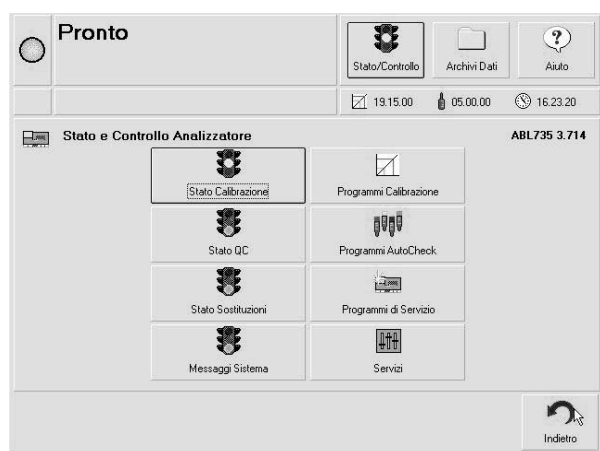 Pronto
Stato/Controllo
Archivi Dati
?
Aiuto
19.15.00
05.00.00
16.23.20
Stato e Controllo Analizzatore
ABL735 3.714
Stato Calibrazione
Programmi Calibrazione
Stato QC
Programmi AutoCheck
Stato Sostituzioni
Programmi di Servizio
Messaggi Sistema
Servizi
Indietro